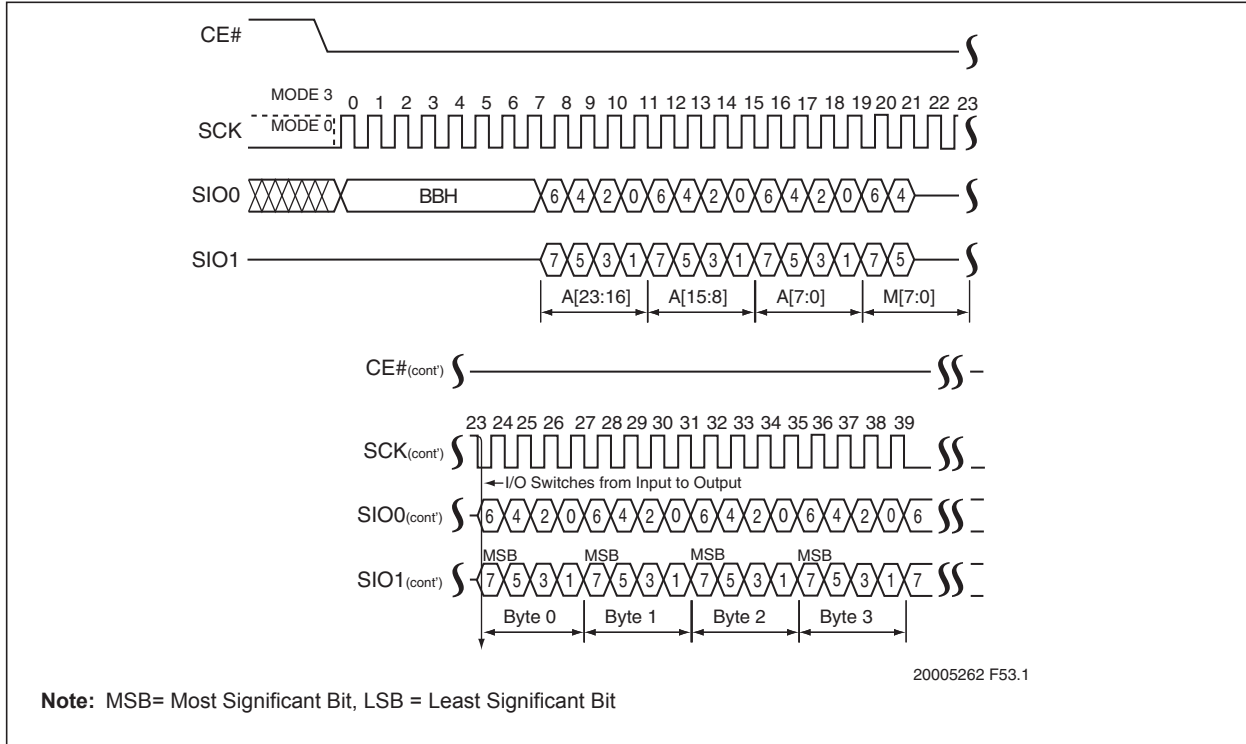 CE#
MODE 3
0 1 2 3 4 5 6 7 8 9 10 11 12 13 14 15 16 17 18 19 20 21 22 23
SCK
MODE 0
SIO0
BBH
6 4 2 0 6 4 2 0 6 4 2 0 6 4
SIO1
7 5 3 1 7 5 3 1 7 5 3 1 7 5
A[23:16] A[15:8] A[7:0] M[7:0]
CE#(cont')
23 24 25 26 27 28 29 30 31 32 33 34 35 36 37 38 39
SCK(cont')
I/O Switches from Input to Output
SIO0(cont')
6 4 2 0 6 4 2 0 6 4 2 0 6 4 2 0 6
MSB MSB MSB MSB
SIO1(cont')
7 5 3 1 7 5 3 1 7 5 3 1 7 5 3 1 7
Byte 0 Byte 1 Byte 2 Byte 3
20005262 F53.1
Note: MSB= Most Significant Bit, LSB = Least Significant Bit